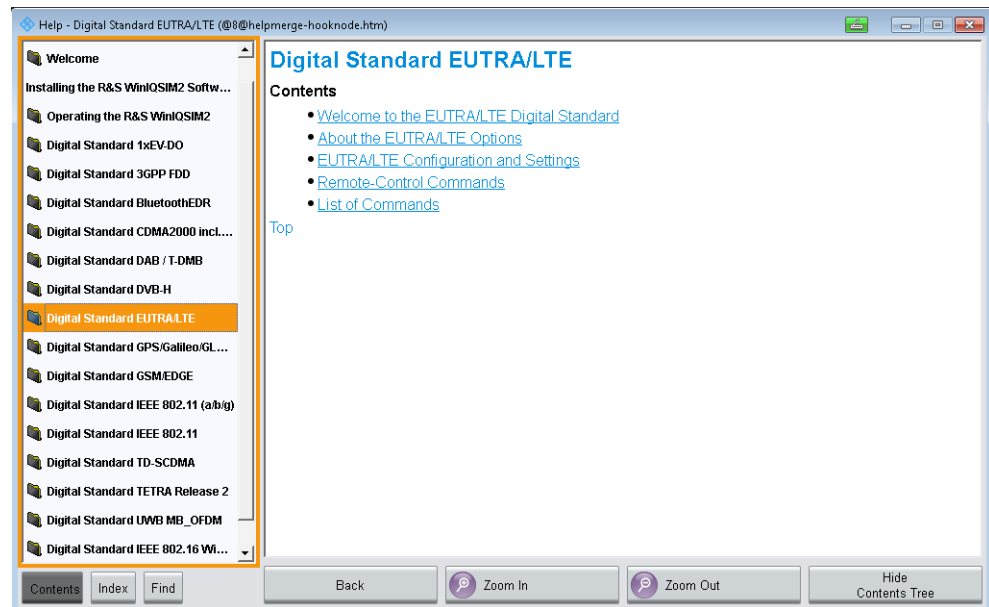 Help - Digital Standard EUTRA/LTE (@8@helpmerge-hooknode.htm)
Welcome
Installing the R&S WinIQSIM2 Softw...
Operating the R&S WinIQSIM2
Digital Standard 1xEV-DO
Digital Standard 3GPP FDD
Digital Standard BluetoothEDR
Digital Standard CDMA2000 incl....
Digital Standard DAB / T-DMB
Digital Standard DVB-H
Digital Standard EUTRA/LTE
Digital Standard GPS/Galileo/GL...
Digital Standard GSM/EDGE
Digital Standard IEEE 802.11 (a/b/g)
Digital Standard IEEE 802.11
Digital Standard TD-SCDMA
Digital Standard TETRA Release 2
Digital Standard UWB MB_OFDM
Digital Standard IEEE 802.16 Wi...
Digital Standard EUTRA/LTE
Contents
• Welcome to the EUTRA/LTE Digital Standard
• About the EUTRA/LTE Options
• EUTRA/LTE Configuration and Settings
• Remote-Control Commands
• List of Commands
Top
Contents Index Find
Back
Zoom In
Zoom Out
Hide
Contents Tree